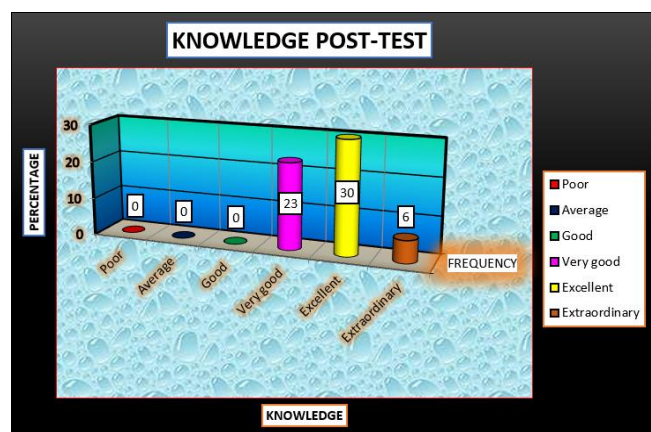 KNOWLEDGE POST-TEST
PERCENTAGE
30
20
10
0
0
0
0
23
30
6
Poor
Average
Good
Very good
Excellent
Extraordinary
FREQUENCY
Poor
Average
Good
Very good
Excellent
Extraordinary
KNOWLEDGE